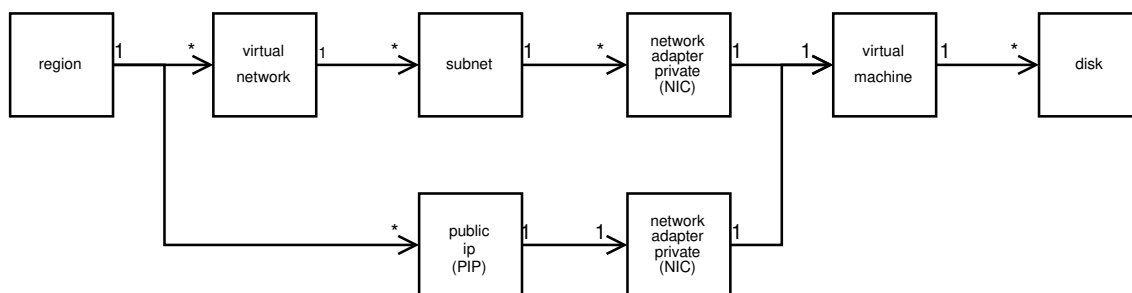 region
1
*
virtual
network
1
*
subnet
1
*
network
adapter
private
(NIC)
1
1
virtual
machine
1
*
disk
*
public
ip
(PIP)
1
1
network
adapter
private
(NIC)
1